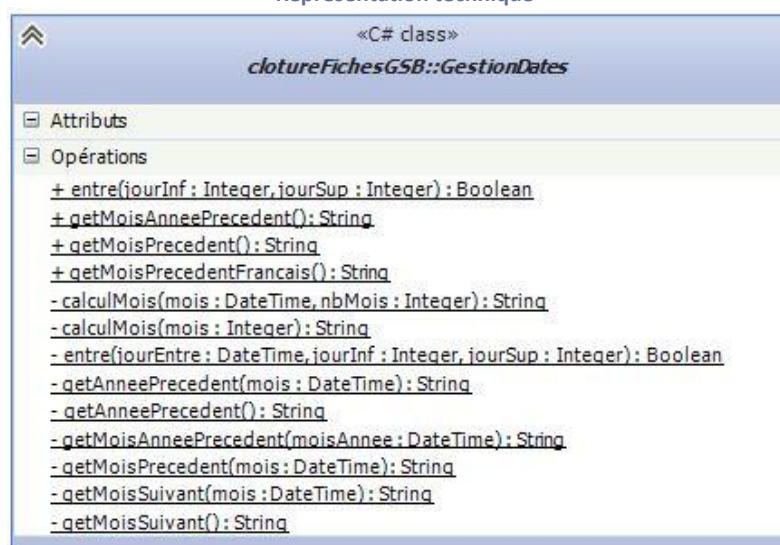 Représentation technique
«C# class»
clotureFichesGSB::GestionDates
Attributs
Opérations
+ entre(jourInf : Integer, jourSup : Integer) : Boolean
+ getMoisAnneePrecedent() : String
+ getMoisPrecedent() : String
+ getMoisPrecedentFrancais() : String
- calculMois(mois : DateTime, nbMois : Integer) : String
- calculMois(mois : Integer) : String
- entre(jourEntre : DateTime, jourInf : Integer, jourSup : Integer) : Boolean
- getAnneePrecedent(mois : DateTime) : String
- getAnneePrecedent() : String
- getMoisAnneePrecedent(moisAnnee : DateTime) : String
- getMoisPrecedent(mois : DateTime) : String
- getMoisSuivant(mois : DateTime) : String
- getMoisSuivant() : String